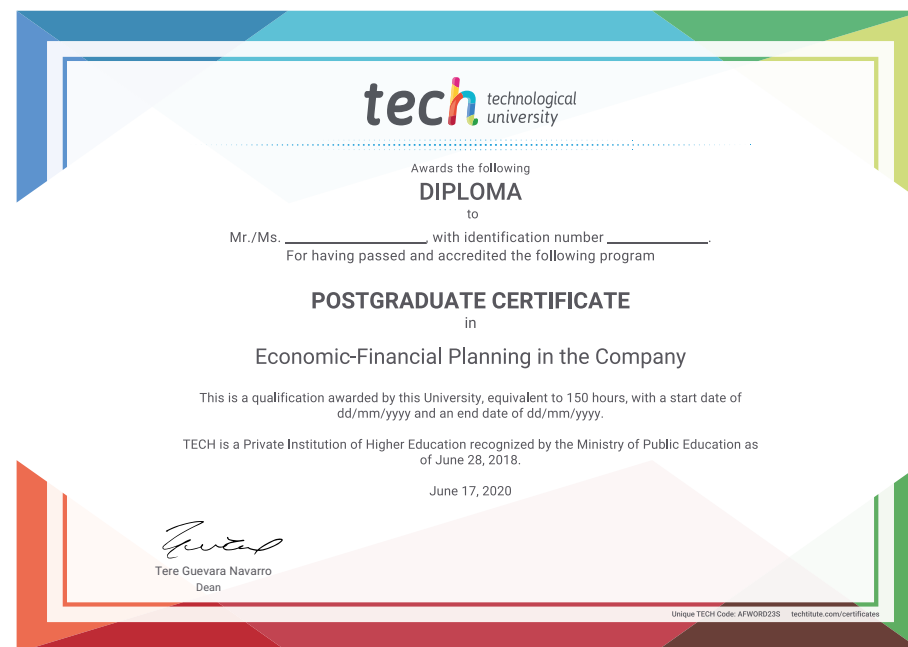 tech technological university
Awards the following
DIPLOMA
to
Mr./Ms. ____________, with identification number ____________.
For having passed and accredited the following program
POSTGRADUATE CERTIFICATE
in
Economic-Financial Planning in the Company
This is a qualification awarded by this University, equivalent to 150 hours, with a start date of
dd/mm/yyyy and an end date of dd/mm/yyyy.
TECH is a Private Institution of Higher Education recognized by the Ministry of Public Education as
of June 28, 2018.
June 17, 2020
Tere Guevara Navarro
Dean
Unique TECH Code: AFWORD23S techtitute.com/certificates